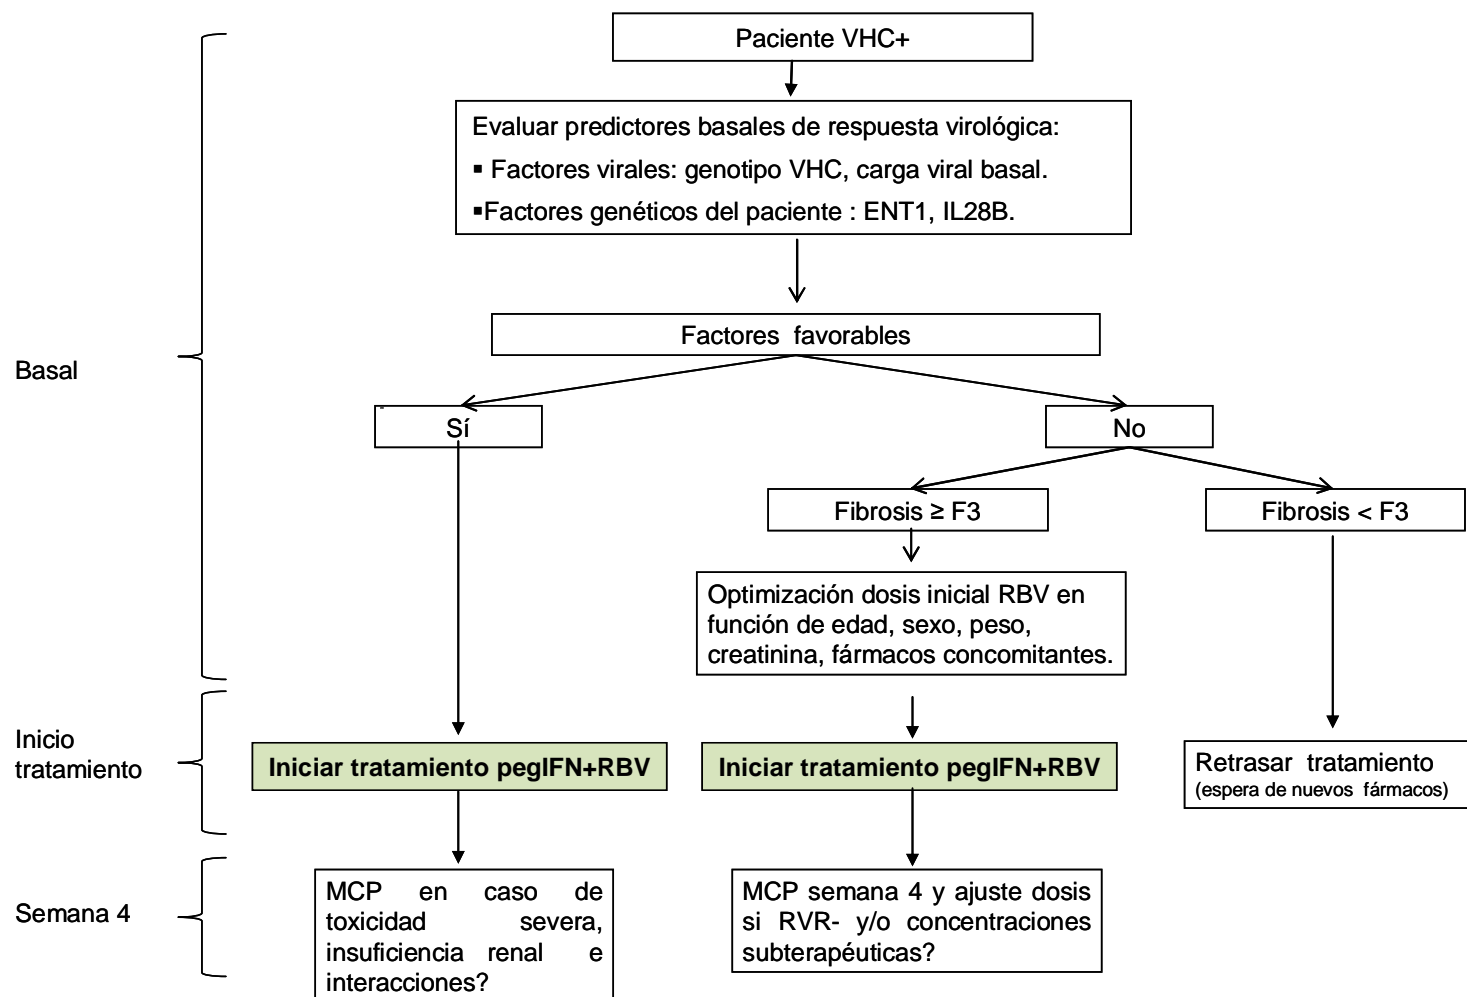 Paciente VHC+
Evaluar predictores basales de respuesta virológica:
▪ Factores virales: genotipo VHC, carga viral basal.
▪Factores genéticos del paciente : ENT1, IL28B.
Factores favorables
Basal
Sí
No
Fibrosis ≥ F3
Fibrosis < F3
Optimización dosis inicial RBV en
función de edad, sexo, peso,
creatinina, fármacos concomitantes.
Inicio
tratamiento
Iniciar tratamiento pegIFN+RBV
Iniciar tratamiento pegIFN+RBV
Retrasar tratamiento
(espera de nuevos fármacos)
Semana 4
MCP en caso de
toxicidad severa,
insuficiencia renal e
interacciones?
MCP semana 4 y ajuste dosis
si RVR- y/o concentraciones
subterapéuticas?